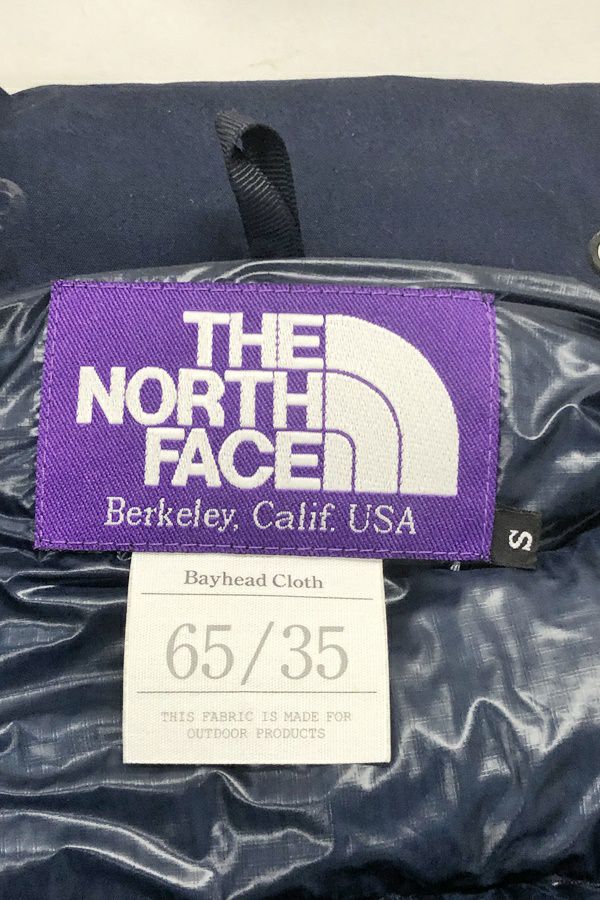 THE
NORTH
FACE
Berkeley, Calif. USA
S
Bayhead Cloth
65/35
THIS FABRIC IS MADE FOR
OUTDOOR PRODUCTS